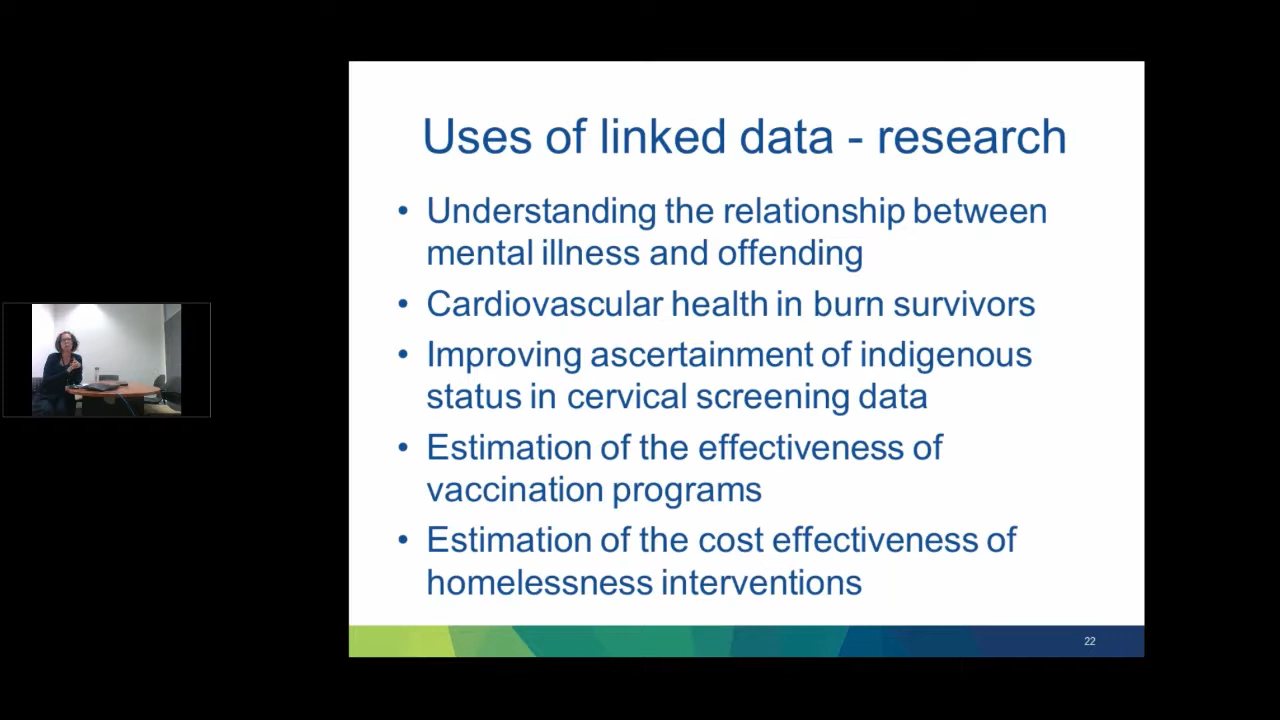 Uses of linked data - research
• Understanding the relationship between
mental illness and offending
• Cardiovascular health in burn survivors
• Improving ascertainment of indigenous
status in cervical screening data
• Estimation of the effectiveness of
vaccination programs
• Estimation of the cost effectiveness of
homelessness interventions
22